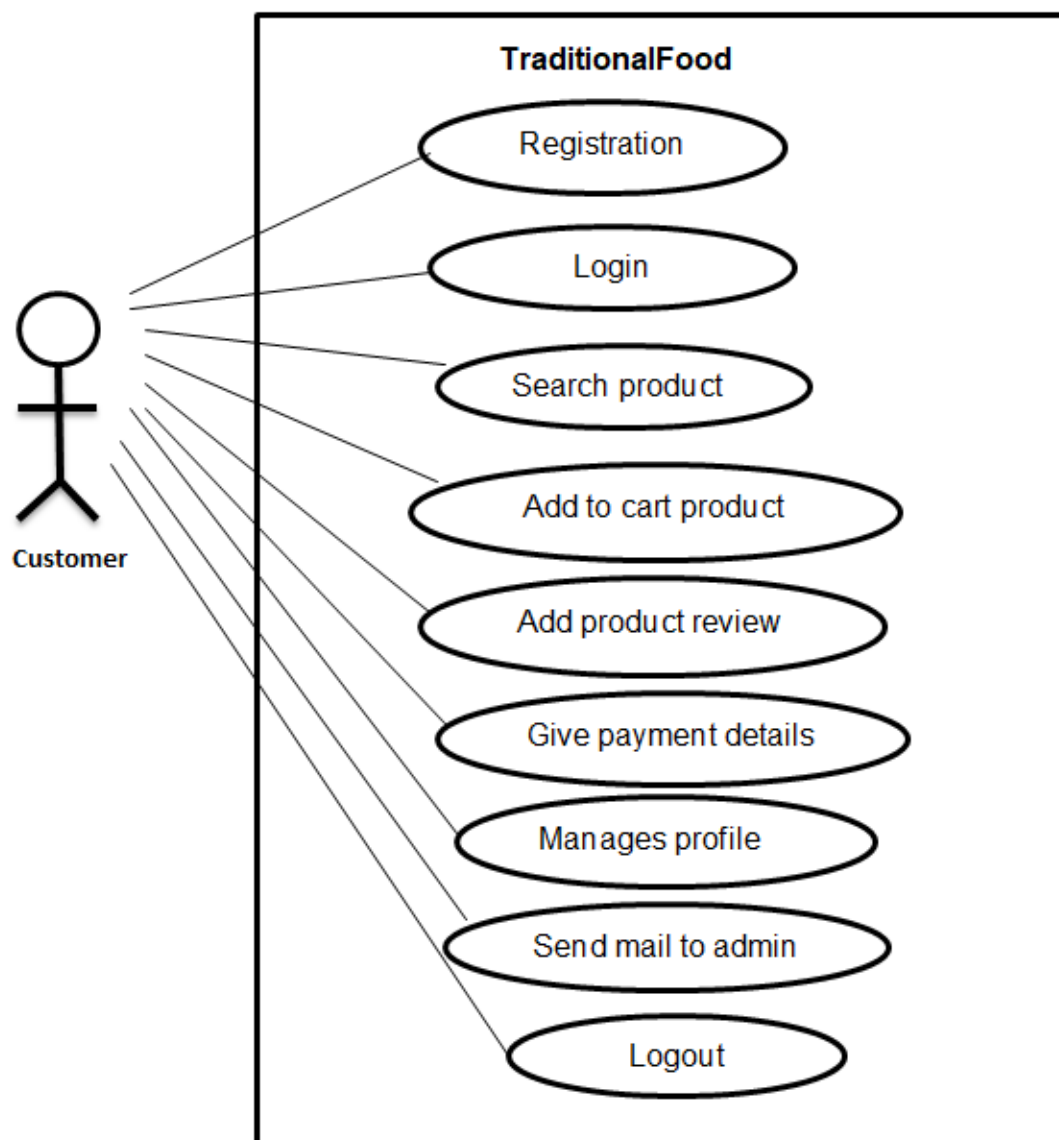 TraditionalFood
Registration
Login
Search product
Add to cart product
Customer
Add product review
Give payment details
Manages profile
Send mail to admin
Logout